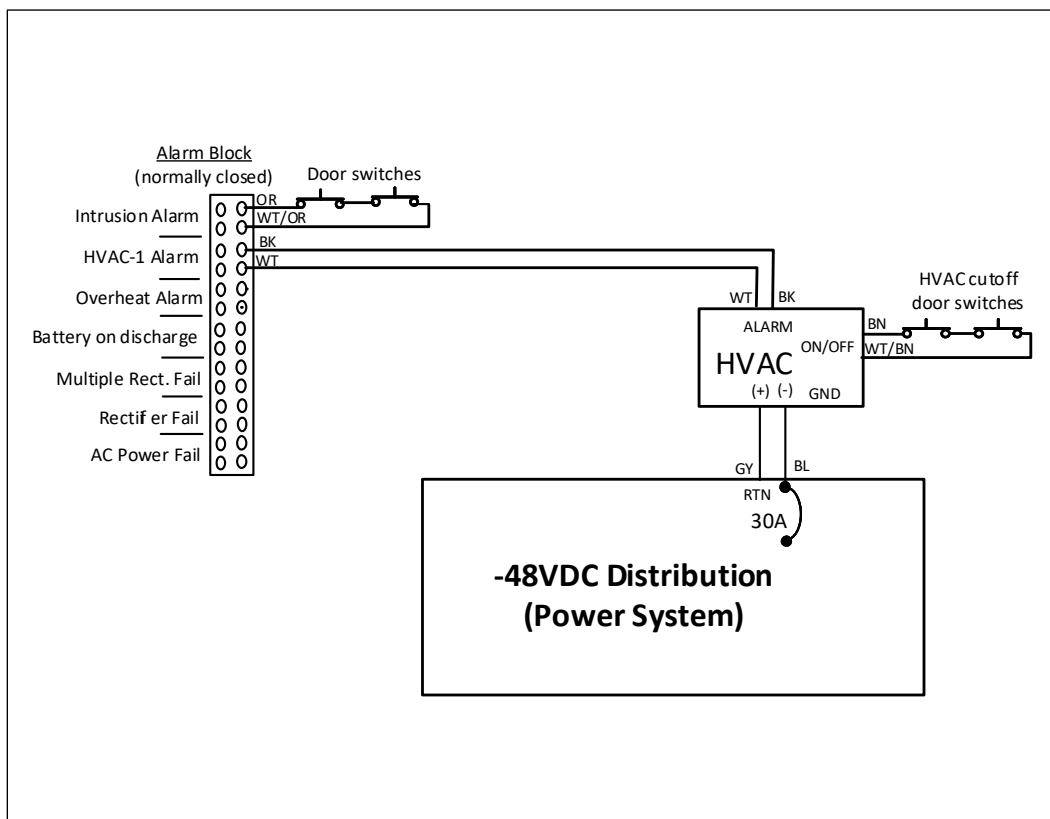 Alarm Block
(normally closed)
Door switches
OR
WT/OR
Intrusion Alarm
BK
HVAC-1 Alarm
WT
Overheat Alarm
Battery on discharge
Multiple Rect. Fail
Rectifier Fail
AC Power Fail
HVAC cutoff
door switches
WT BK
ALARM
BN
ON/OFF
WT/BN
HVAC
(+) (-) GND
GY BL
RTN
30A
-48VDC Distribution
(Power System)